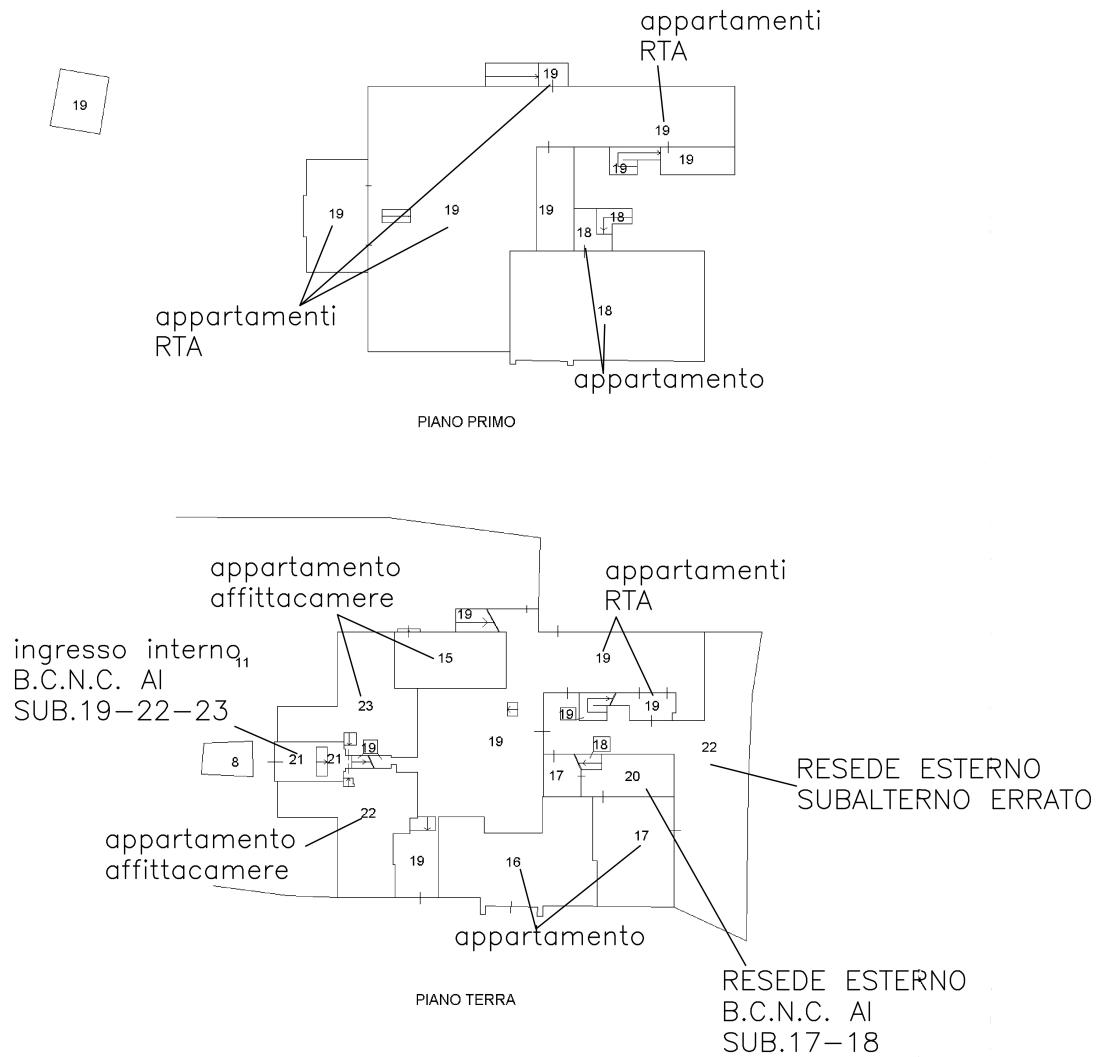 appartamenti
RTA
19
19
19
19
19
19
19
19
18
18
18
appartamenti
RTA
appartamento
PIANO PRIMO
appartamento
affittacamere
appartamenti
RTA
19
ingresso interno
B.C.N.C. AI
SUB.19-22-23
11
15
19
23
19
19
19
19
18
22
21
21
8
17
20
RESEDE ESTERNO
SUBALTERNO ERRATO
22
appartamento
affittacamere
19
16
17
appartamento
RESEDE ESTERNO
B.C.N.C. AI
SUB.17-18
PIANO TERRA